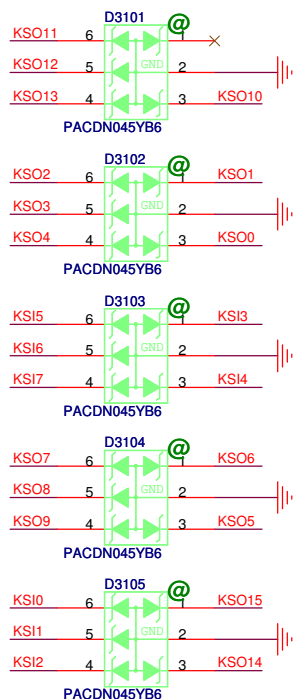 D3101
@
KSO11 6 1
KSO12 5 GND 2
KSO13 4 3 KSO10
PACDN045YB6
D3102
@
KSO2 6 1 KSO1
KSO3 5 GND 2
KSO4 4 3 KSO0
PACDN045YB6
D3103
@
KSI5 6 1 KSI3
KSI6 5 GND 2
KSI7 4 3 KSI4
PACDN045YB6
D3104
@
KSO7 6 1 KSO6
KSO8 5 GND 2
KSO9 4 3 KSO5
PACDN045YB6
D3105
@
KSI0 6 1 KSO15
KSI1 5 GND 2
KSI2 4 3 KSO14
PACDN045YB6